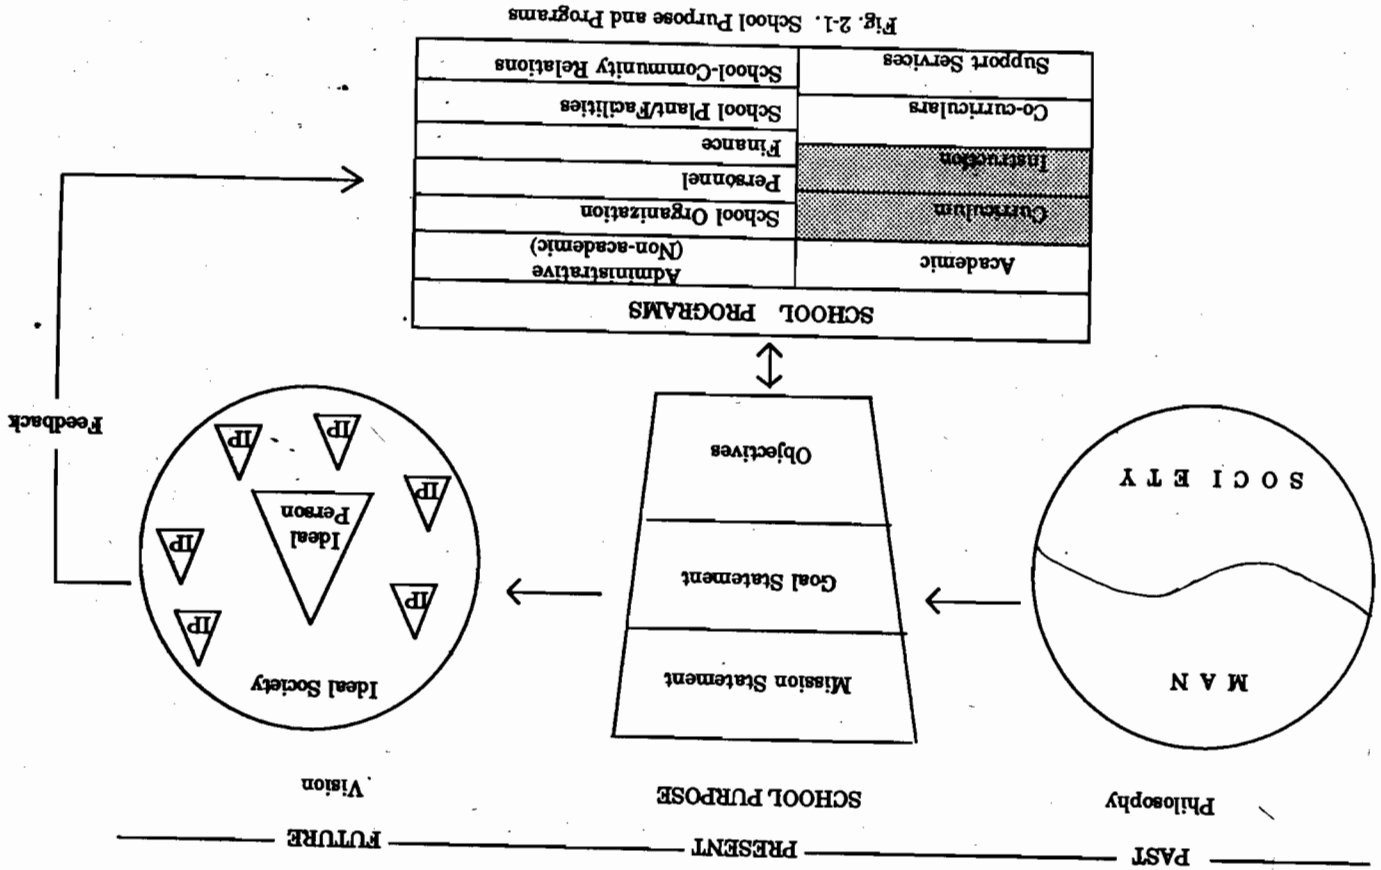 PAST PRESENT FUTURE
Philosophy SCHOOL PURPOSE Vision
MAN
SOCIETY
Mission Statement
Goal Statement
Objectives
Ideal Society
IP
IP
IP
IP
Ideal
Person
IP
IP
Feedback
SCHOOL PROGRAMS
Academic
Curriculum
Instruction
Co-curriculars
Support Services
Administrative
(Non-academic)
School Organization
Personnel
Finance
School Plant/Facilities
School-Community Relations
Fig. 2-1. School Purpose and Programs